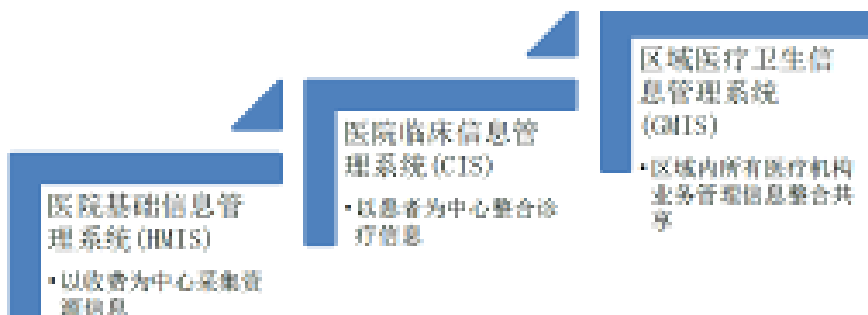 医院基础信息管
理系统(HMIS)
•以收费为中心采集资
源信息
医院临床信息管
理系统(CIS)
•以患者为中心整合诊
疗信息
区域医疗卫生信
息管理系统
(GMIS)
•区域内所有医疗机构
业务管理信息整合共
享